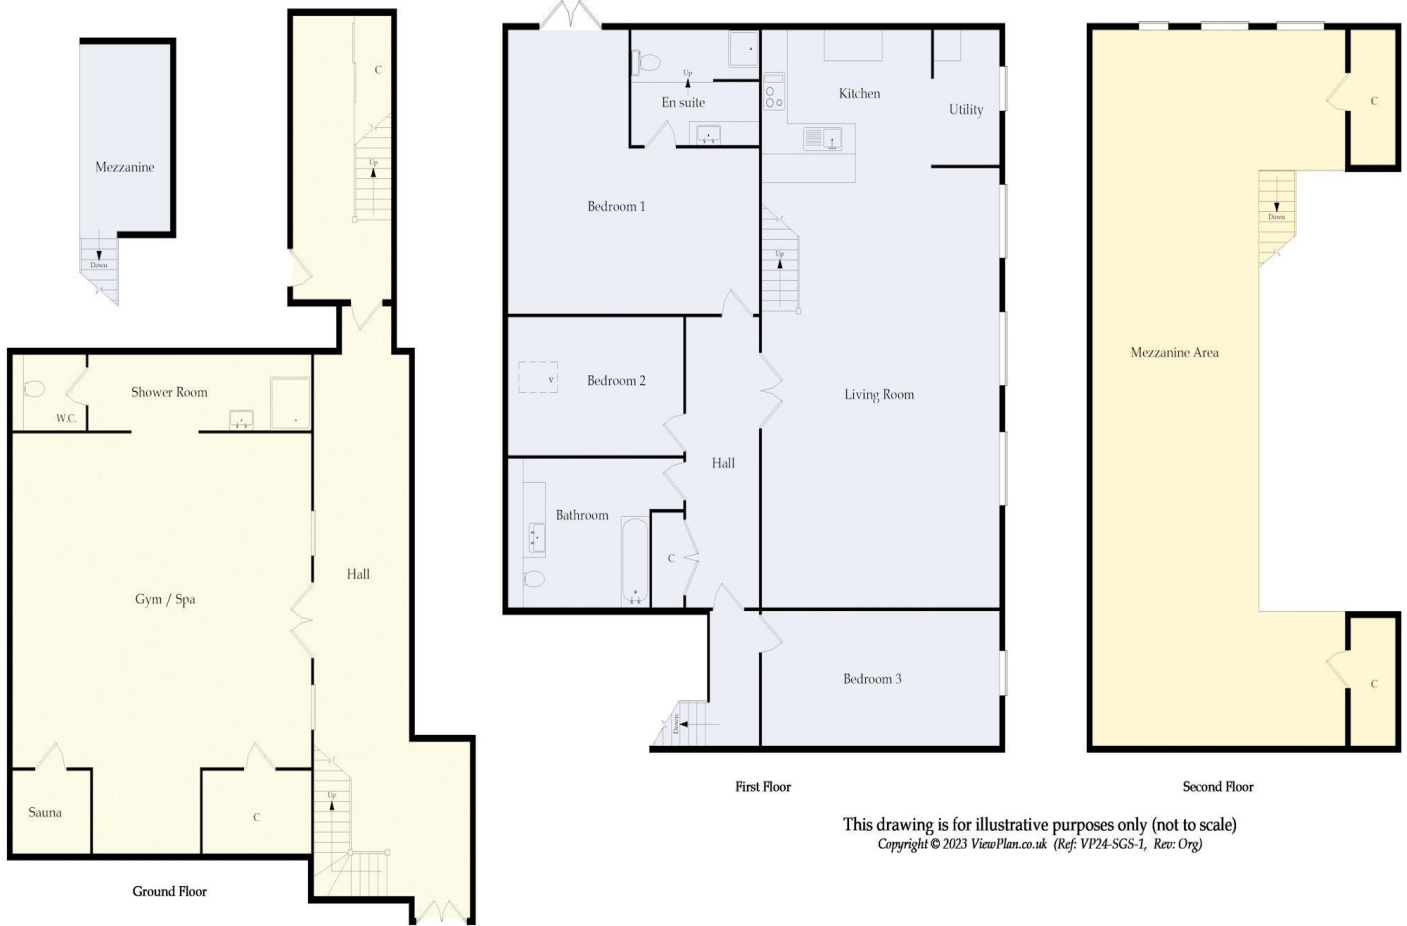 Mezzanine
Down
C
Up
Shower Room
W.C.
Gym / Spa
Hall
Sauna
C
Up
Ground Floor
Up
En suite
Kitchen
Utility
Bedroom 1
Up
Bedroom 2
v
Living Room
Hall
Bathroom
C
Bedroom 3
Down
First Floor
C
Down
Mezzanine Area
C
Second Floor
This drawing is for illustrative purposes only (not to scale)
Copyright © 2023 ViewPlan.co.uk (Ref: VP24-SGS-1, Rev: Org)